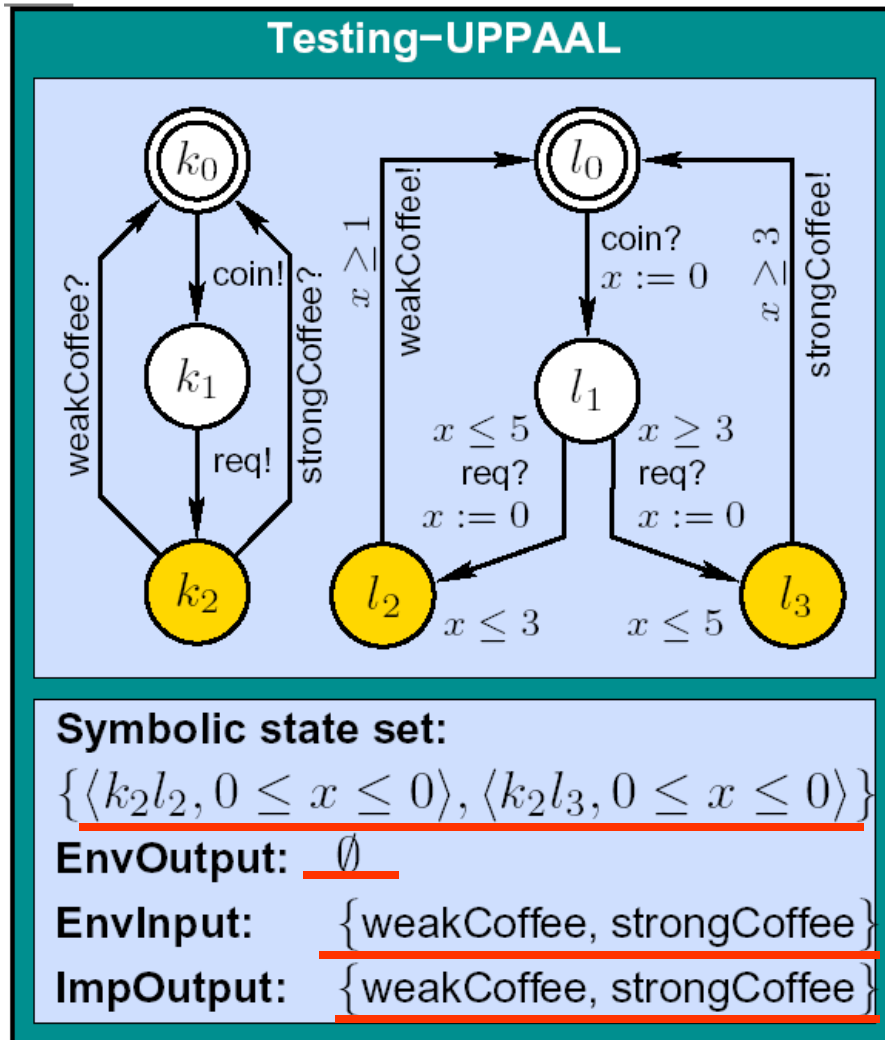 Testing−UPPAAL
k₀
coin!
weakCoffee?
strongCoffee?
k₁
req!
k₂
l₀
x ≥ 1
weakCoffee!
coin?
x := 0
x ≥ 3
strongCoffee!
l₁
x ≤ 5
req?
x := 0
x ≥ 3
req?
x := 0
l₂
x ≤ 3
x ≤ 5
l₃
Symbolic state set:
{⟨k₂l₂, 0 ≤ x ≤ 0⟩, ⟨k₂l₃, 0 ≤ x ≤ 0⟩}
EnvOutput: ∅
EnvInput: {weakCoffee, strongCoffee}
ImpOutput: {weakCoffee, strongCoffee}